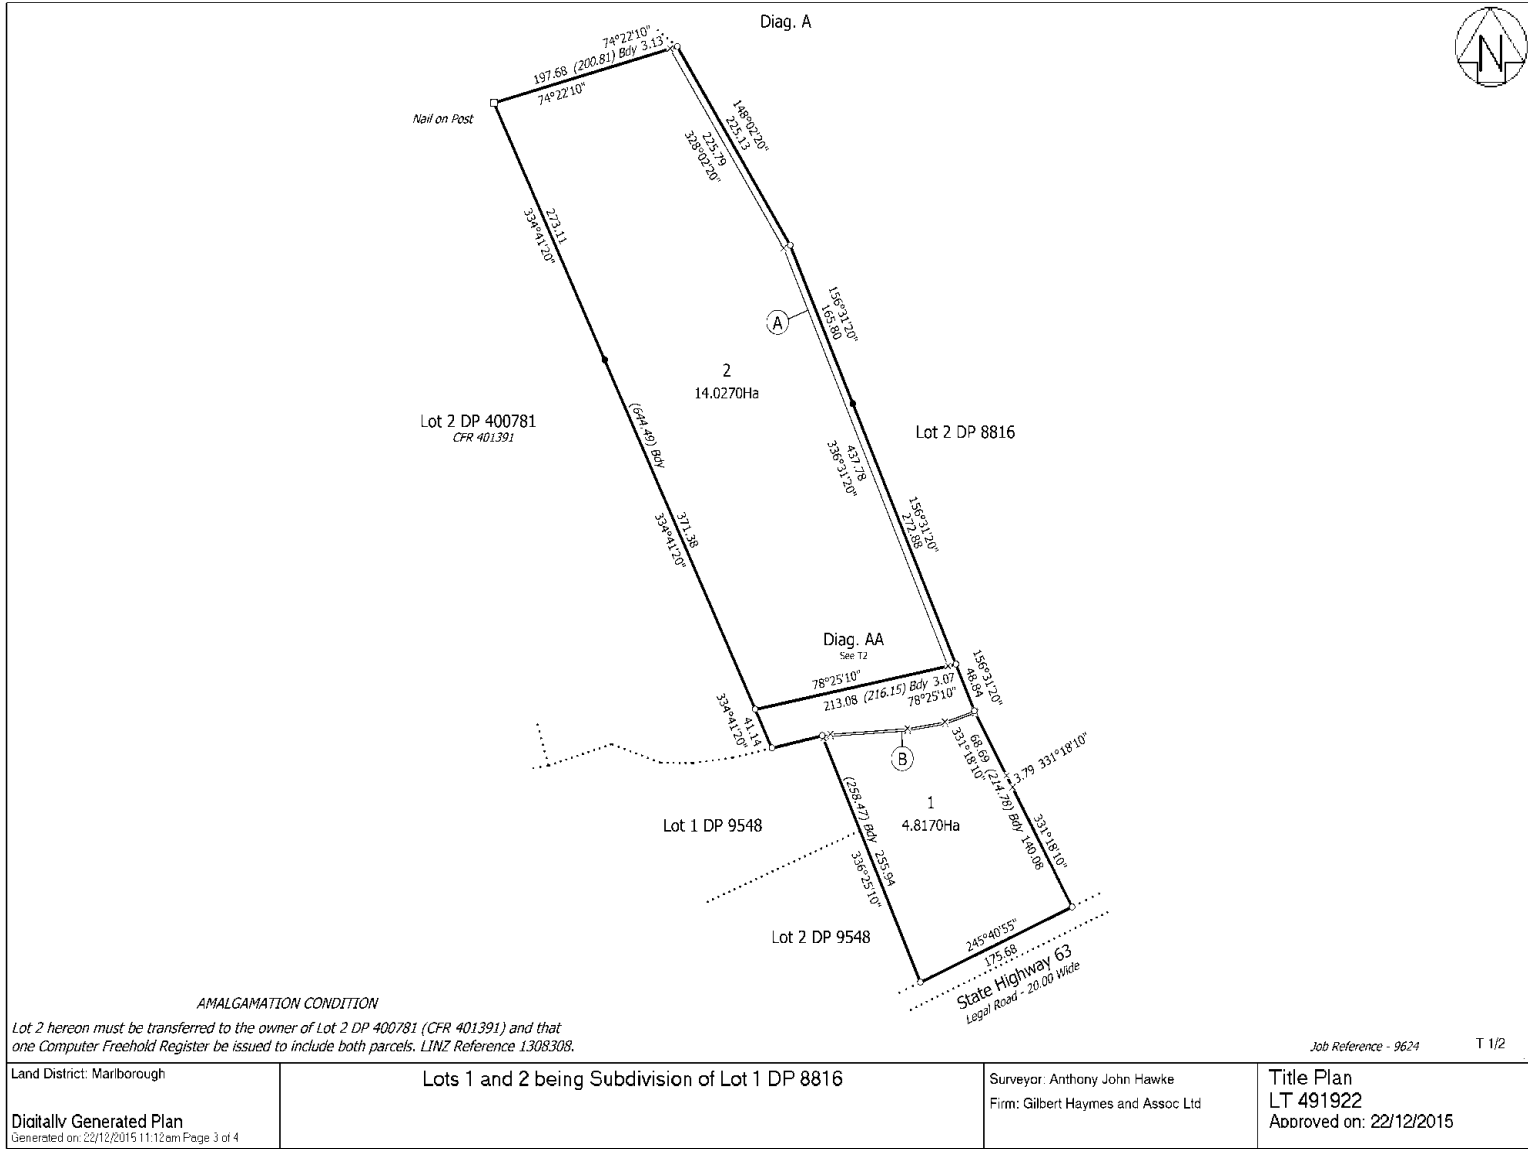 Diag. A
N
74°22'10"
197.68 (200.81) Bdy 3.13
74°22'10"
Nail on Post
148°02'20"
225.13
225.79
328°02'20"
273.11
334°41'20"
156°31'20"
165.80
A
2
14.0270Ha
(644.49) Bdy
Lot 2 DP 400781
CFR 401391
Lot 2 DP 8816
437.78
336°31'20"
156°31'20"
272.88
371.38
334°41'20"
Diag. AA
See T2
78°25'10"
213.08 (216.15) Bdy 3.07
78°25'10"
156°31'20"
48.84
41.14
334°41'20"
B
68.69 (214.78) Bdy 140.08
331°18'10"
3.79 331°18'10"
331°18'10"
1
4.8170Ha
(258.47) Bdy 255.94
336°25'10"
Lot 1 DP 9548
Lot 2 DP 9548
245°40'55"
175.68
State Highway 63
Legal Road - 20.00 Wide
AMALGAMATION CONDITION
Lot 2 hereon must be transferred to the owner of Lot 2 DP 400781 (CFR 401391) and that
one Computer Freehold Register be issued to include both parcels. LINZ Reference 1308308.
Job Reference - 9624
T 1/2
Land District: Marlborough
Digitally Generated Plan
Generated on: 22/12/2015 11:12am Page 3 of 4
Lots 1 and 2 being Subdivision of Lot 1 DP 8816
Surveyor: Anthony John Hawke
Firm: Gilbert Haymes and Assoc Ltd
Title Plan
LT 491922
Approved on: 22/12/2015